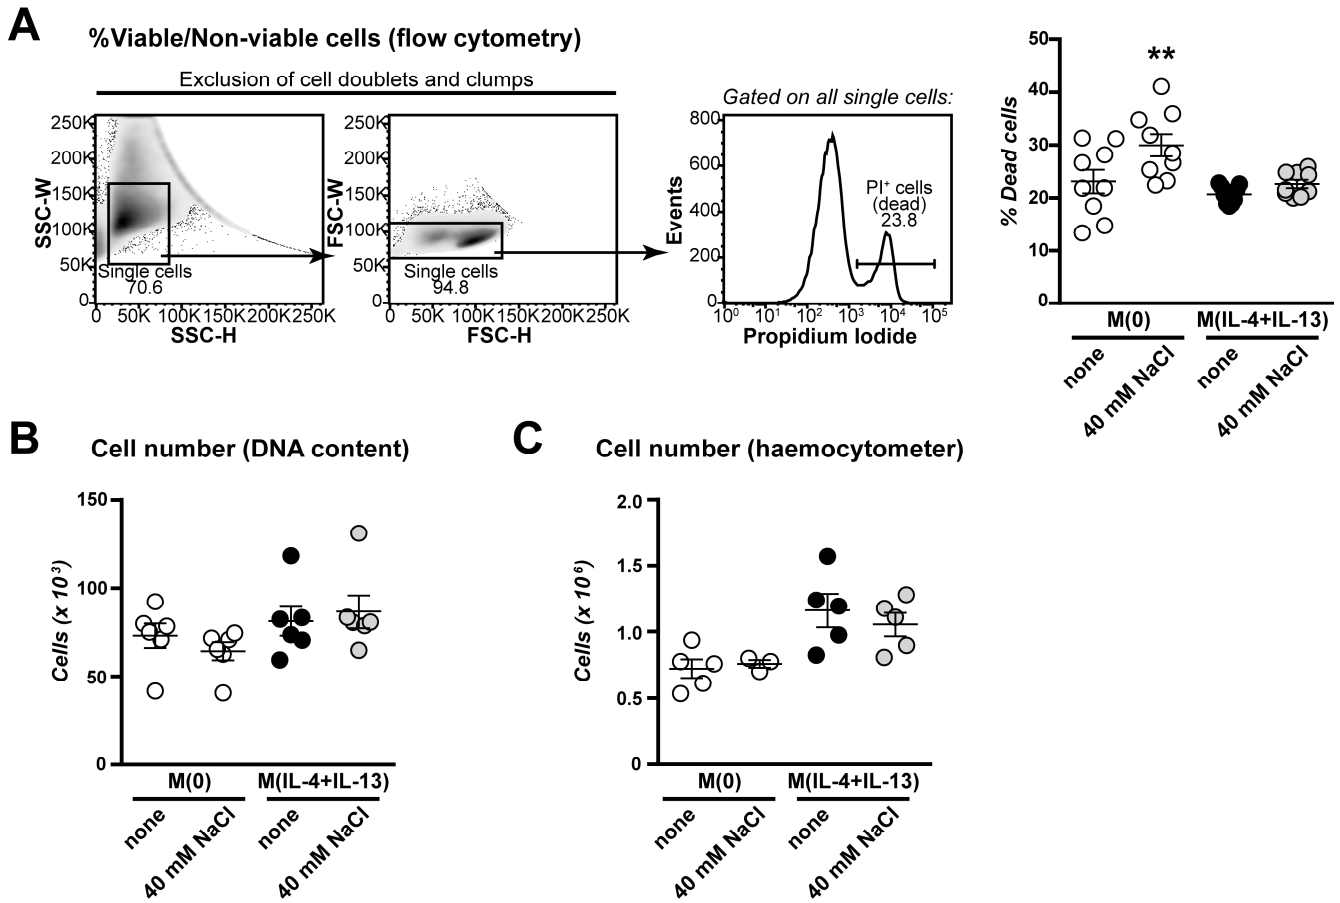 A
%Viable/Non-viable cells (flow cytometry)
Exclusion of cell doublets and clumps
250K
200K
150K
100K
50K
0
SSC-W
Single cells
70.6
0 50K 100K 150K 200K 250K
SSC-H
250K
200K
150K
100K
50K
0
FSC-W
Single cells
94.8
0 50K 100K 150K 200K 250K
FSC-H
Gated on all single cells:
800
600
400
200
0
Events
PI⁺ cells
(dead)
23.8
10⁰ 10¹ 10² 10³ 10⁴ 10⁵
Propidium Iodide
50
40
30
20
10
0
% Dead cells
**
M(0) M(IL-4+IL-13)
none
40 mM NaCl
none
40 mM NaCl
B
Cell number (DNA content)
150
100
50
0
Cells (x 10³)
M(0) M(IL-4+IL-13)
none
40 mM NaCl
none
40 mM NaCl
C
Cell number (haemocytometer)
2.0
1.5
1.0
0.5
0
Cells (x 10⁶)
M(0) M(IL-4+IL-13)
none
40 mM NaCl
none
40 mM NaCl